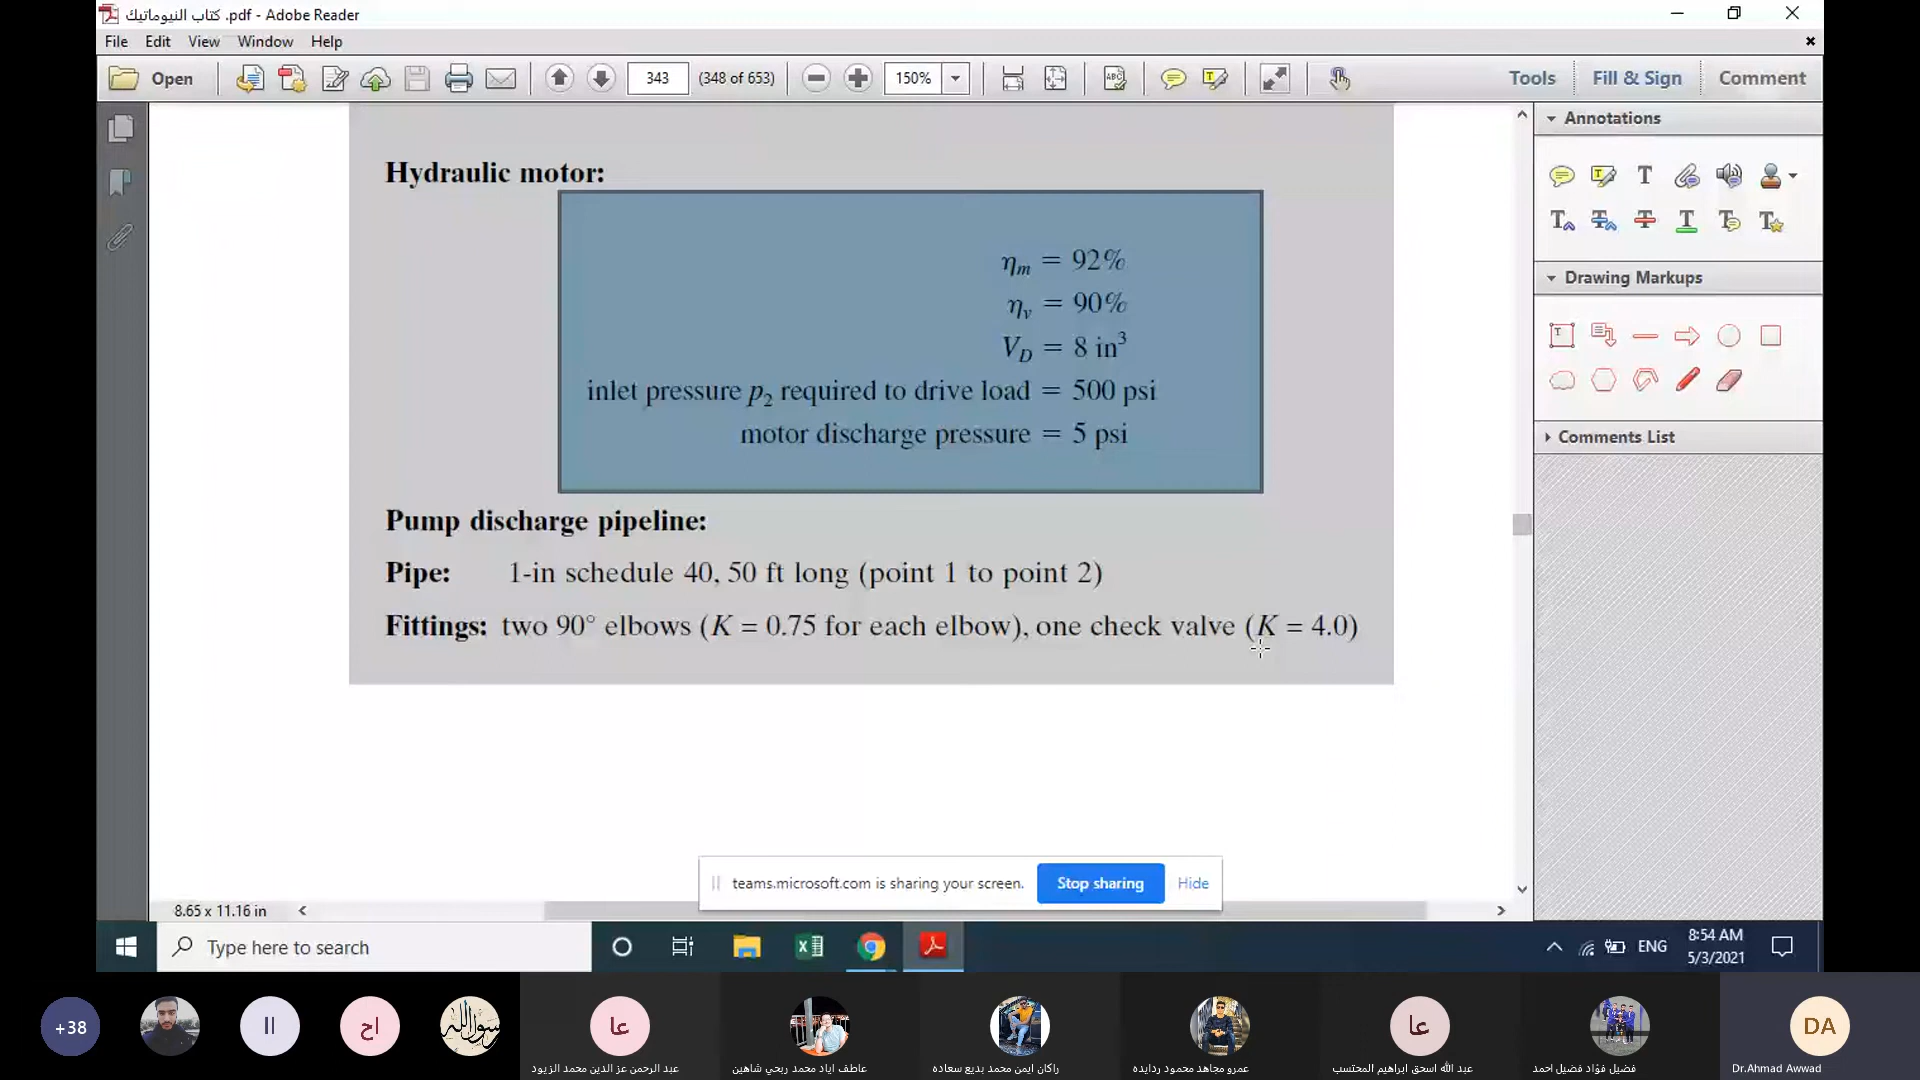 كتاب النيوماتيك .pdf - Adobe Reader
File Edit View Window Help
Open 343 (348 of 653) 150% Tools Fill & Sign Comment
Annotations
Drawing Markups
Comments List
Hydraulic motor:
ηm = 92%
ηv = 90%
VD = 8 in³
inlet pressure p₂ required to drive load = 500 psi
motor discharge pressure = 5 psi
Pump discharge pipeline:
Pipe: 1-in schedule 40, 50 ft long (point 1 to point 2)
Fittings: two 90° elbows (K = 0.75 for each elbow), one check valve (K = 4.0)
teams.microsoft.com is sharing your screen. Stop sharing Hide
8.65 x 11.16 in
Type here to search
ENG
8:54 AM
5/3/2021
+38 اا اح عا عا DA
عبد الرحمن عز الدين محمد الزيود
عاطف اياد محمد ربحي شاهين
راكان ايمن محمد بديع سعاده
عمرو مجاهد محمود ردايده
عبد الله اسحق ابراهيم المحتسب
فضيل فؤاد فضيل احمد
Dr.Ahmad Awwad